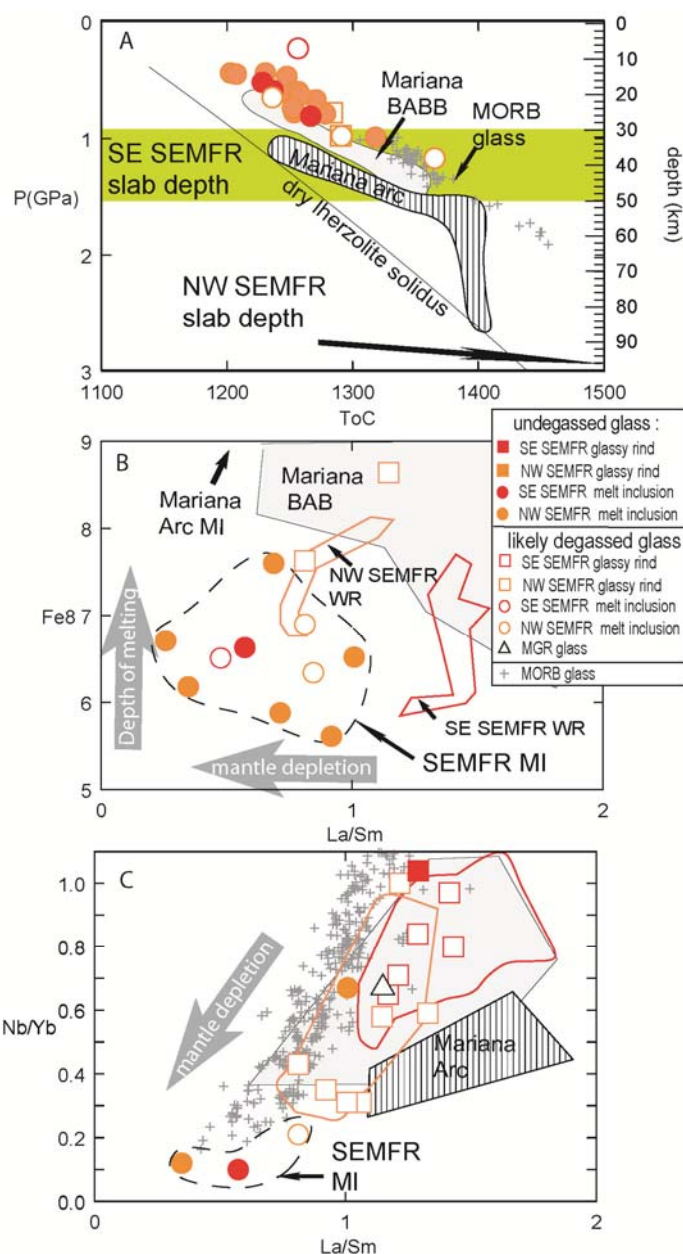 A
0
0
10
20
30
40
50
60
70
80
90
depth (km)
Mariana
BABB
MORB
glass
SE SEMFR
slab depth
1
Mariana arc
P(GPa)
dry lherzolite solidus
2
NW SEMFR
slab depth
3
1100
1200
1300
1400
1500
ToC
undegassed glass :
SE SEMFR glassy rind
NW SEMFR glassy rind
SE SEMFR melt inclusion
NW SEMFR melt inclusion
likely degassed glass
SE SEMFR glassy rind
NW SEMFR glassy rind
SE SEMFR melt inclusion
NW SEMFR melt inclusion
MGR glass
MORB glass
B
9
8
Fe8 7
6
5
Mariana
Arc MI
Mariana
BAB
NW SEMFR
WR
Depth of melting
SE SEMFR WR
mantle depletion
SEMFR MI
0
1
2
La/Sm
C
1.0
0.8
0.6
Nb/Yb
0.4
0.2
0.0
mantle depletion
Mariana
Arc
SEMFR
MI
0
1
2
La/Sm